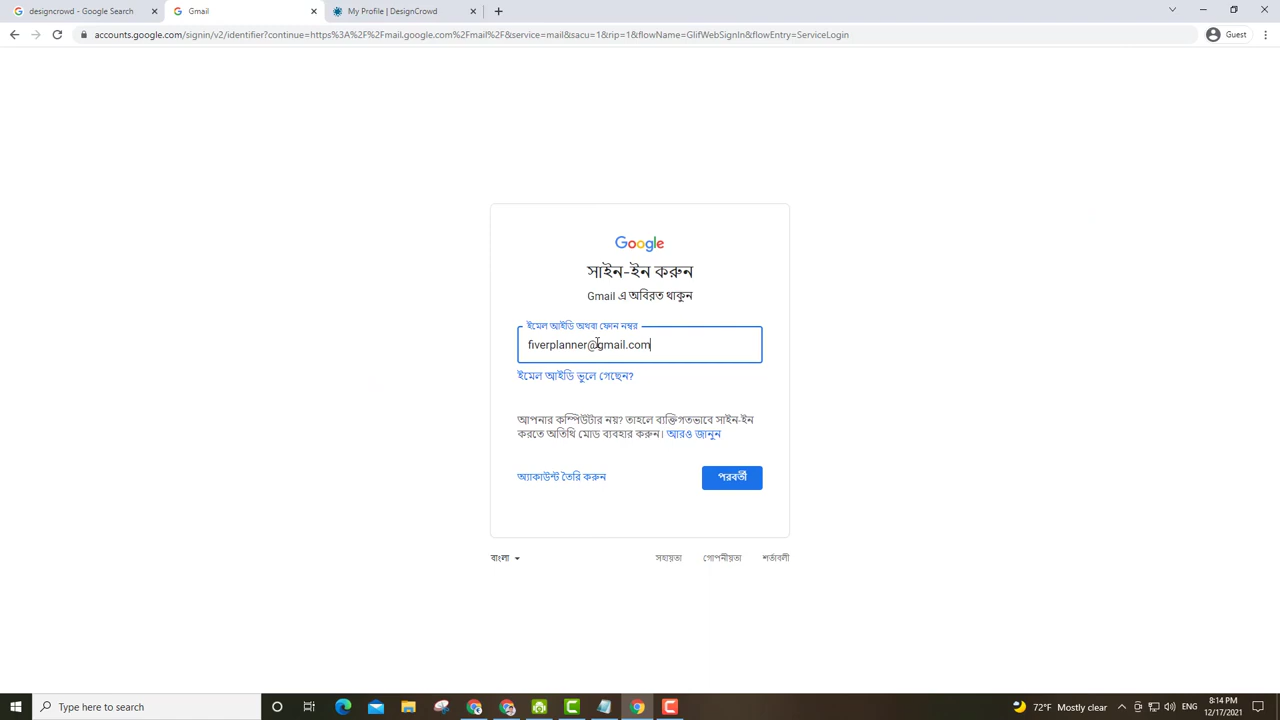 designcrowd - Google Search
Gmail
My Profile | DesignCrowd
accounts.google.com/signin/v2/identifier?continue=https%3A%2F%2Fmail.google.com%2Fmail%2F&service=mail&sacu=1&rip=1&flowName=GlifWebSignIn&flowEntry=ServiceLogin
Guest
Google
সাইন-ইন করুন
Gmail এ অবিরত থাকুন
ইমেল আইডি অথবা ফোন নম্বর
fiverplanner@gmail.com
ইমেল আইডি ভুলে গেছেন?
আপনার কম্পিউটার নয়? তাহলে ব্যক্তিগতভাবে সাইন-ইন
করতে অতিথি মোড ব্যবহার করুন। আরও জানুন
অ্যাকাউন্ট তৈরি করুন
পরবর্তী
বাংলা
সহায়তা
গোপনীয়তা
শর্তাবলী
Type here to search
72°F Mostly clear
ENG
8:14 PM
12/17/2021